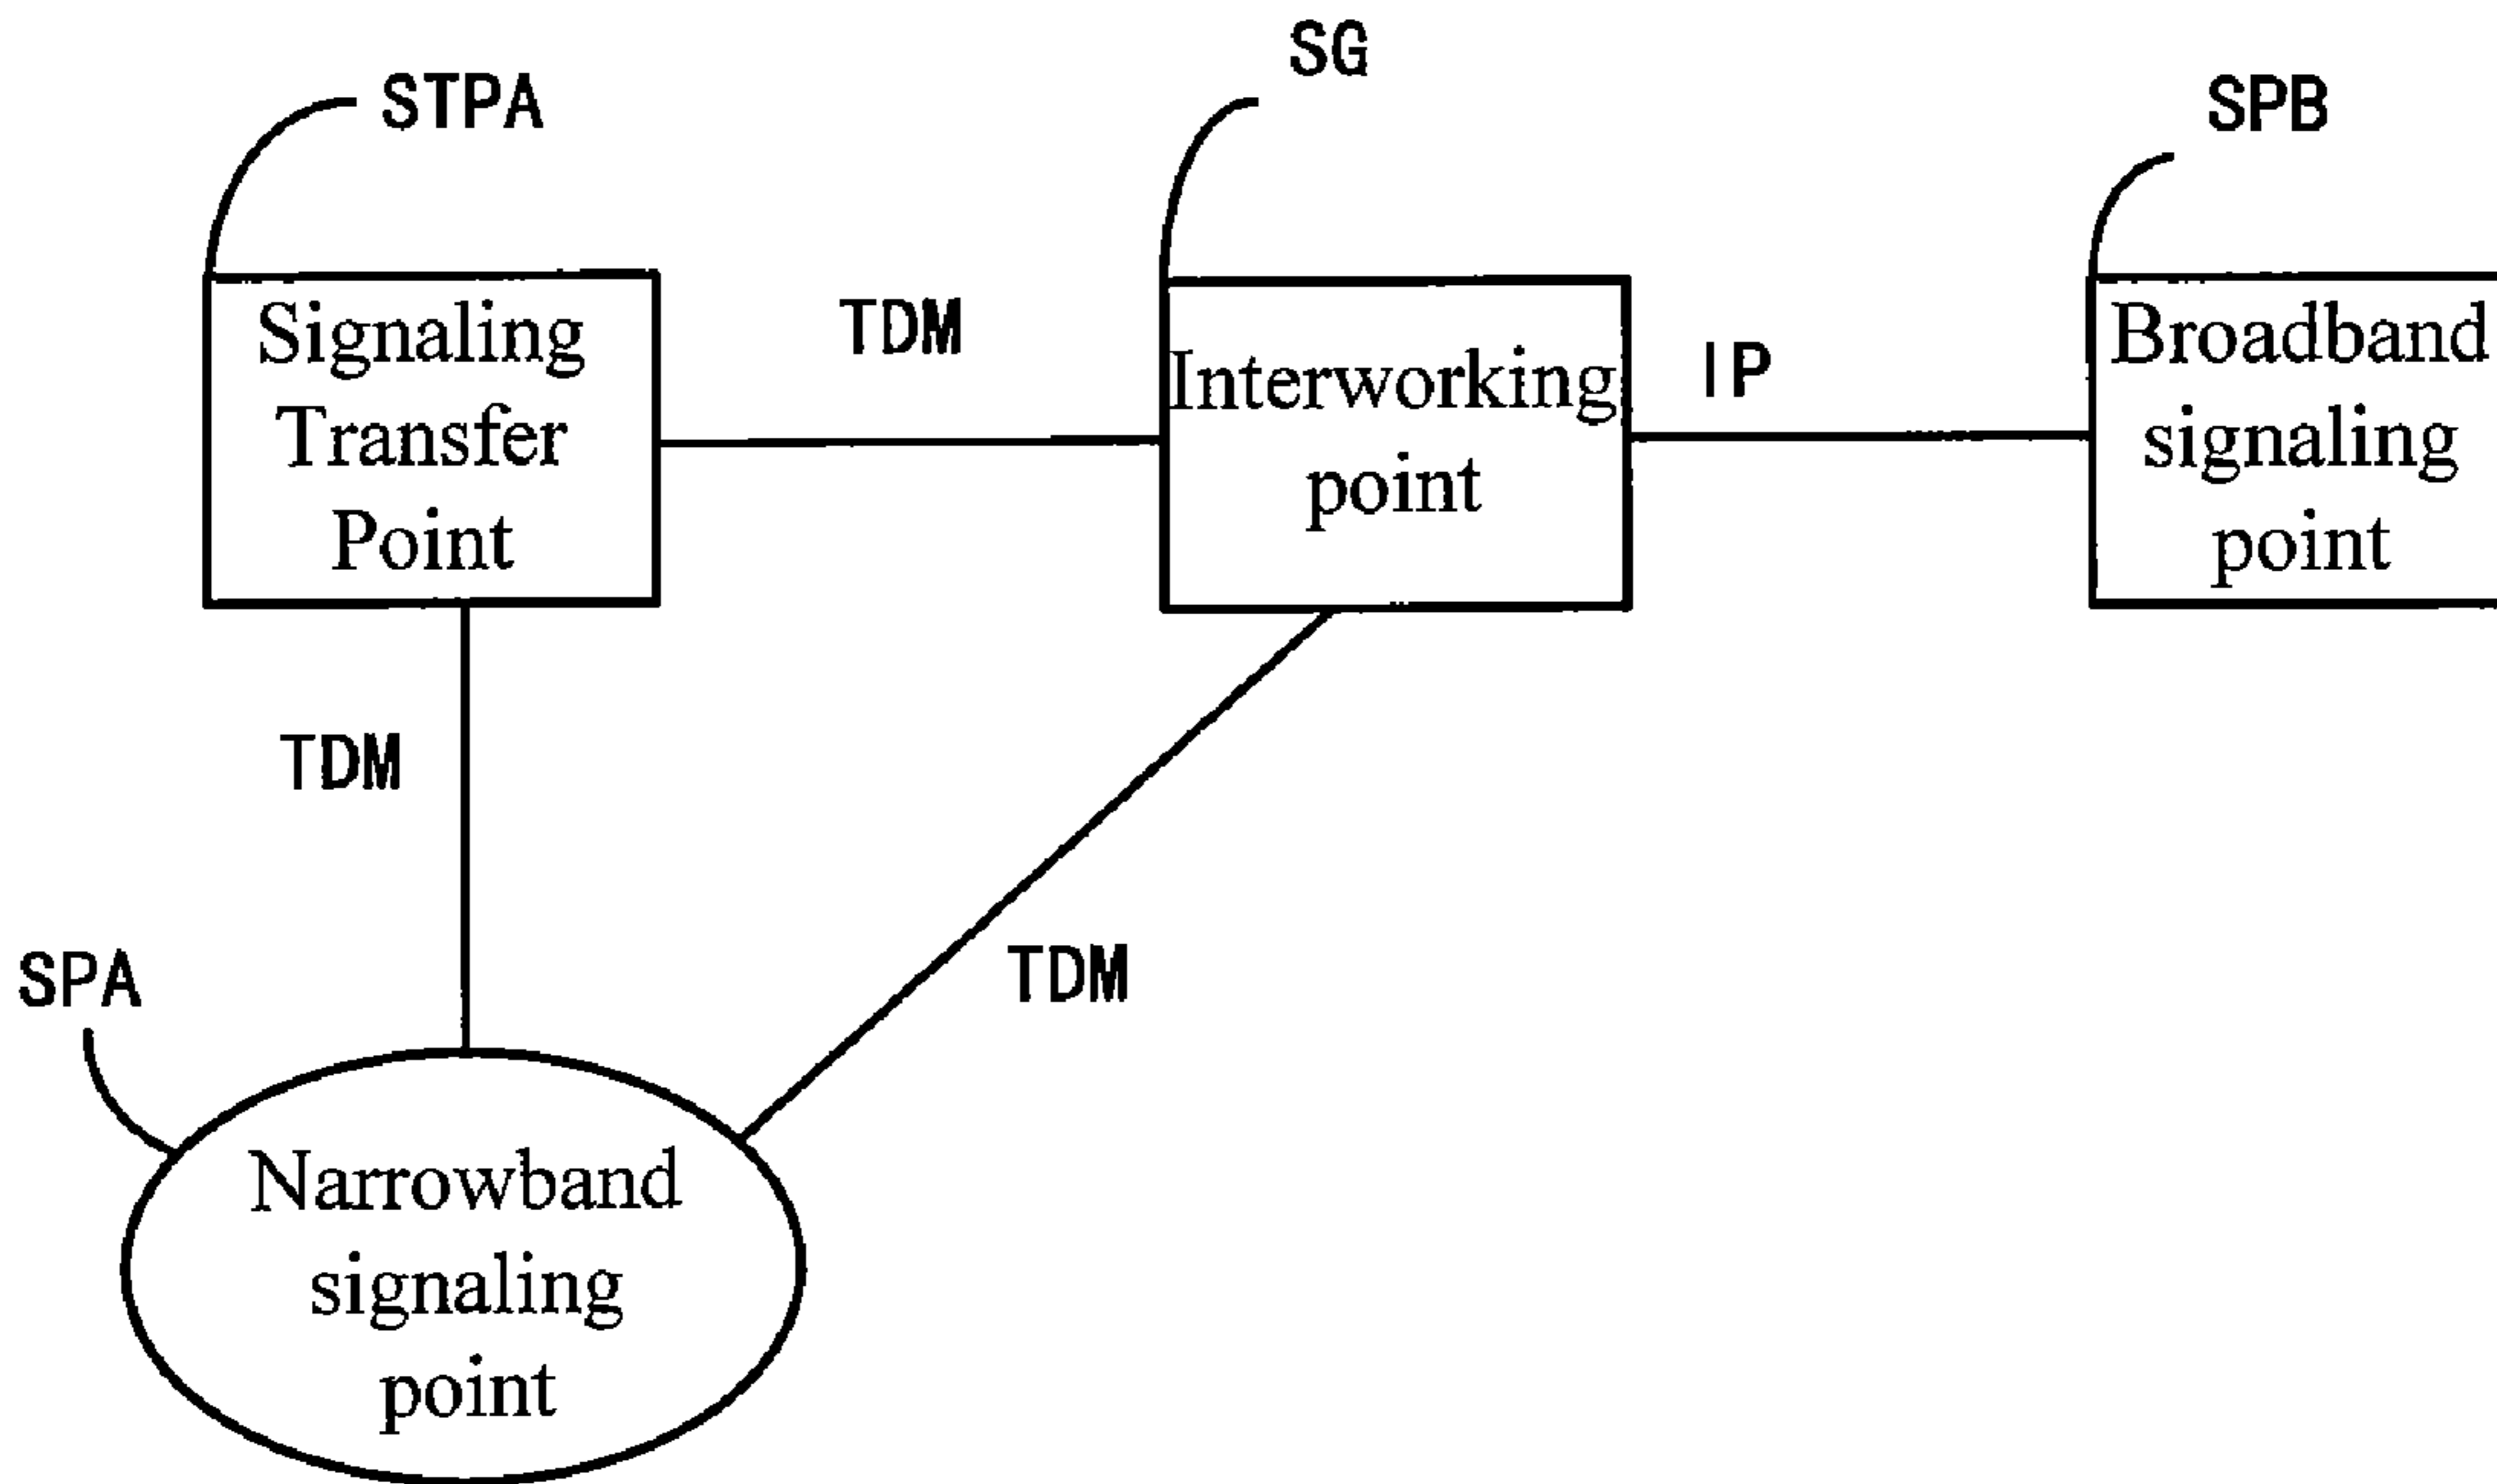 STPA
SG
SPB
Signaling
Transfer
Point
TDM
Interworking
point
IP
Broadband
signaling
point
TDM
TDM
SPA
Narrowband
signaling
point